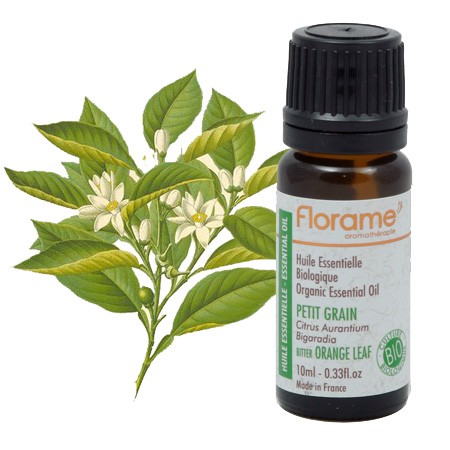 Florame
aromathérapie
HUILE ESSENTIELLE - ESSENTIAL OIL
Huile Essentielle
Biologique
Organic Essential Oil
PETIT GRAIN
Citrus Aurantium
Bigaradia
BITTER ORANGE LEAF
10ml - 0.33fl.oz
Made in France
BIO